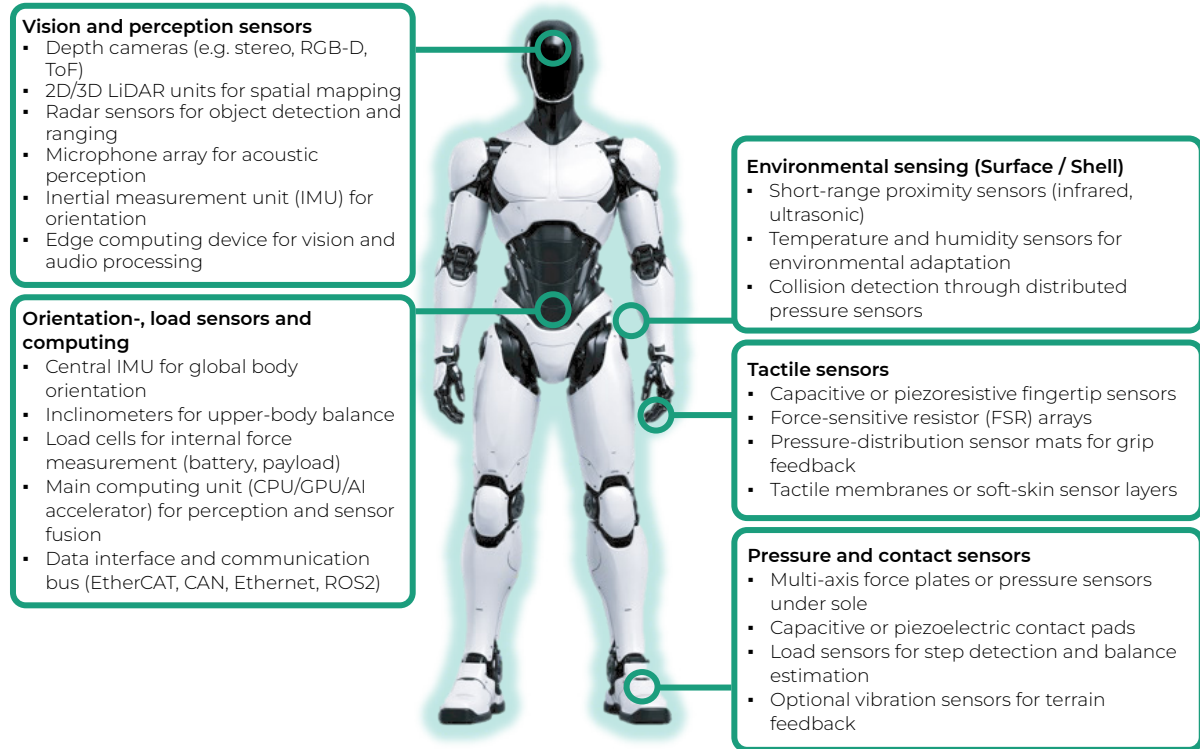 Vision and perception sensors
▪ Depth cameras (e.g. stereo, RGB-D,
ToF)
▪ 2D/3D LiDAR units for spatial mapping
▪ Radar sensors for object detection and
ranging
▪ Microphone array for acoustic
perception
▪ Inertial measurement unit (IMU) for
orientation
▪ Edge computing device for vision and
audio processing
Orientation-, load sensors and
computing
▪ Central IMU for global body
orientation
▪ Inclinometers for upper-body balance
▪ Load cells for internal force
measurement (battery, payload)
▪ Main computing unit (CPU/GPU/AI
accelerator) for perception and sensor
fusion
▪ Data interface and communication
bus (EtherCAT, CAN, Ethernet, ROS2)
Environmental sensing (Surface / Shell)
▪ Short-range proximity sensors (infrared,
ultrasonic)
▪ Temperature and humidity sensors for
environmental adaptation
▪ Collision detection through distributed
pressure sensors
Tactile sensors
▪ Capacitive or piezoresistive fingertip sensors
▪ Force-sensitive resistor (FSR) arrays
▪ Pressure-distribution sensor mats for grip
feedback
▪ Tactile membranes or soft-skin sensor layers
Pressure and contact sensors
▪ Multi-axis force plates or pressure sensors
under sole
▪ Capacitive or piezoelectric contact pads
▪ Load sensors for step detection and balance
estimation
▪ Optional vibration sensors for terrain
feedback